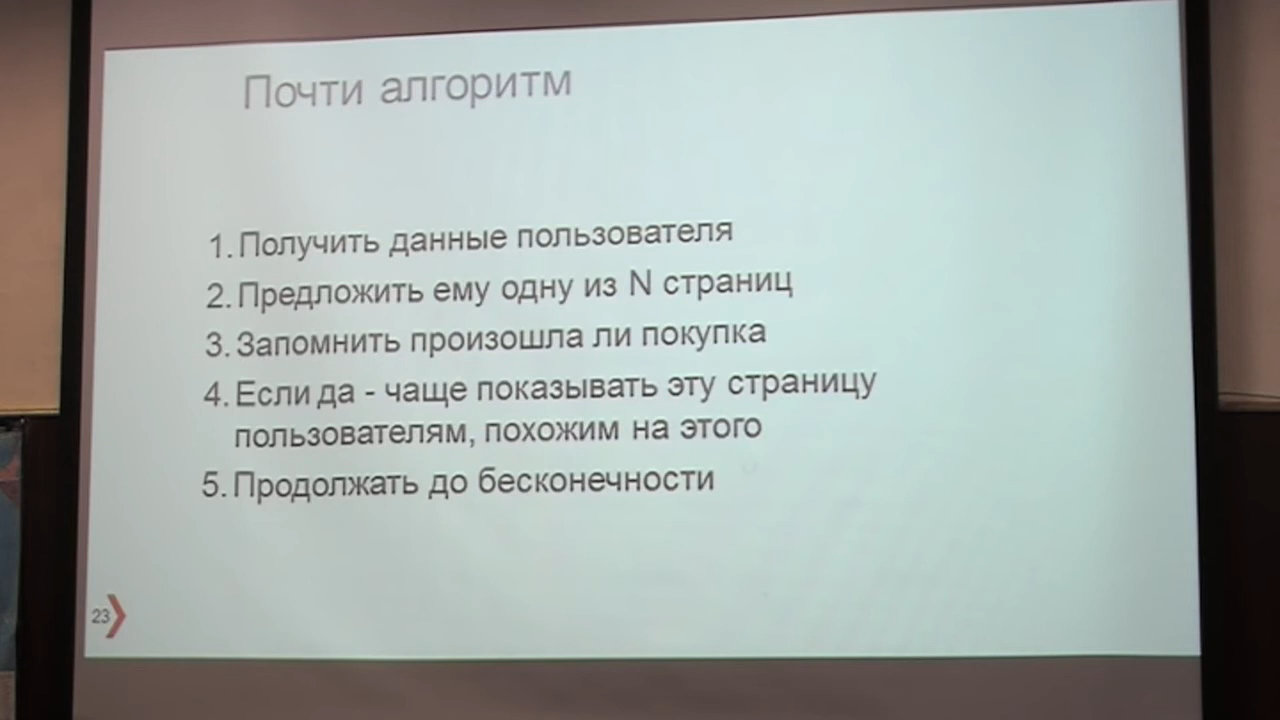 Почти алгоритм
1. Получить данные пользователя
2. Предложить ему одну из N страниц
3. Запомнить произошла ли покупка
4. Если да - чаще показывать эту страницу
пользователям, похожим на этого
5. Продолжать до бесконечности
23